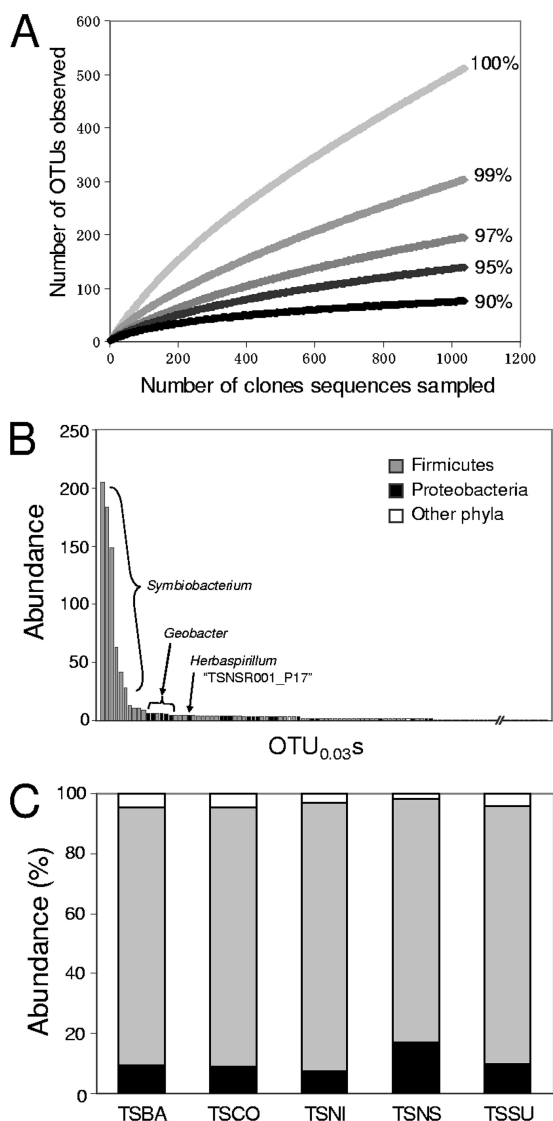 A
Number of OTUs observed
600
500
400
300
200
100
0
100%
99%
97%
95%
90%
0 200 400 600 800 1000 1200
Number of clones sequences sampled
B
Abundance
250
200
150
100
50
0
Firmicutes
Proteobacteria
Other phyla
Symbiobacterium
Geobacter
Herbaspirillum
"TSNSR001_P17"
//
OTU0.03s
C
Abundance (%)
100
80
60
40
20
0
TSBA TSCO TSNI TSNS TSSU